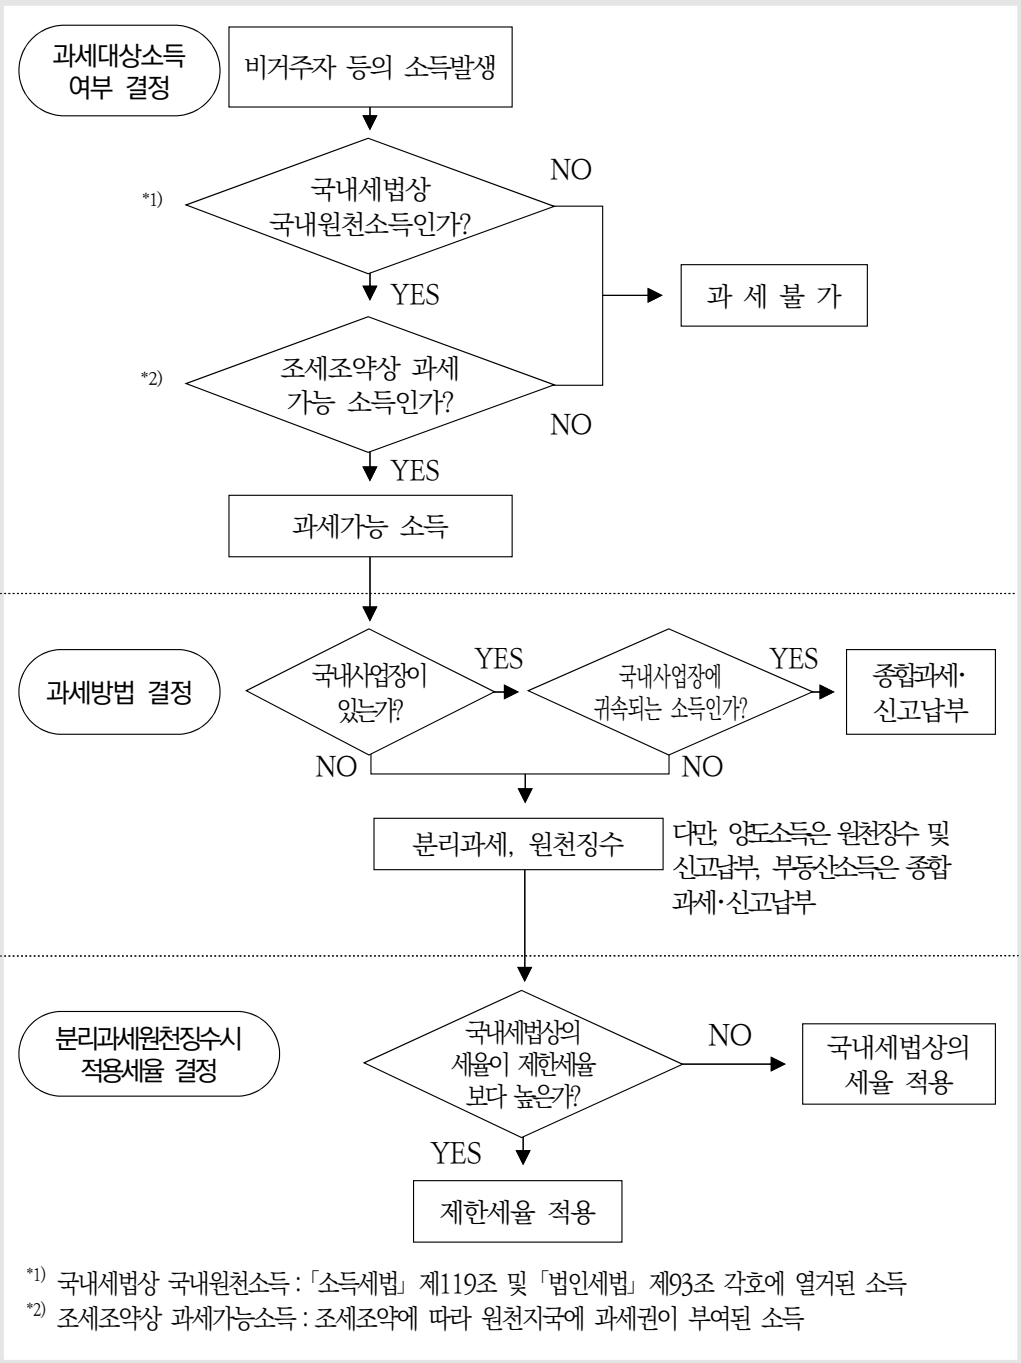 과세대상소득
여부 결정
비거주자 등의 소득발생
*1)
국내세법상
국내원천소득인가?
NO
YES
과 세 불 가
*2)
조세조약상 과세
가능 소득인가?
NO
YES
과세가능 소득
과세방법 결정
국내사업장이
있는가?
YES
국내사업장에
귀속되는 소득인가?
YES
종합과세·
신고납부
NO
NO
분리과세, 원천징수
다만, 양도소득은 원천징수 및
신고납부, 부동산소득은 종합
과세·신고납부
분리과세원천징수시
적용세율 결정
국내세법상의
세율이 제한세율
보다 높은가?
NO
국내세법상의
세율 적용
YES
제한세율 적용
*1) 국내세법상 국내원천소득 : 「소득세법」 제119조 및 「법인세법」 제93조 각호에 열거된 소득
*2) 조세조약상 과세가능소득 : 조세조약에 따라 원천지국에 과세권이 부여된 소득